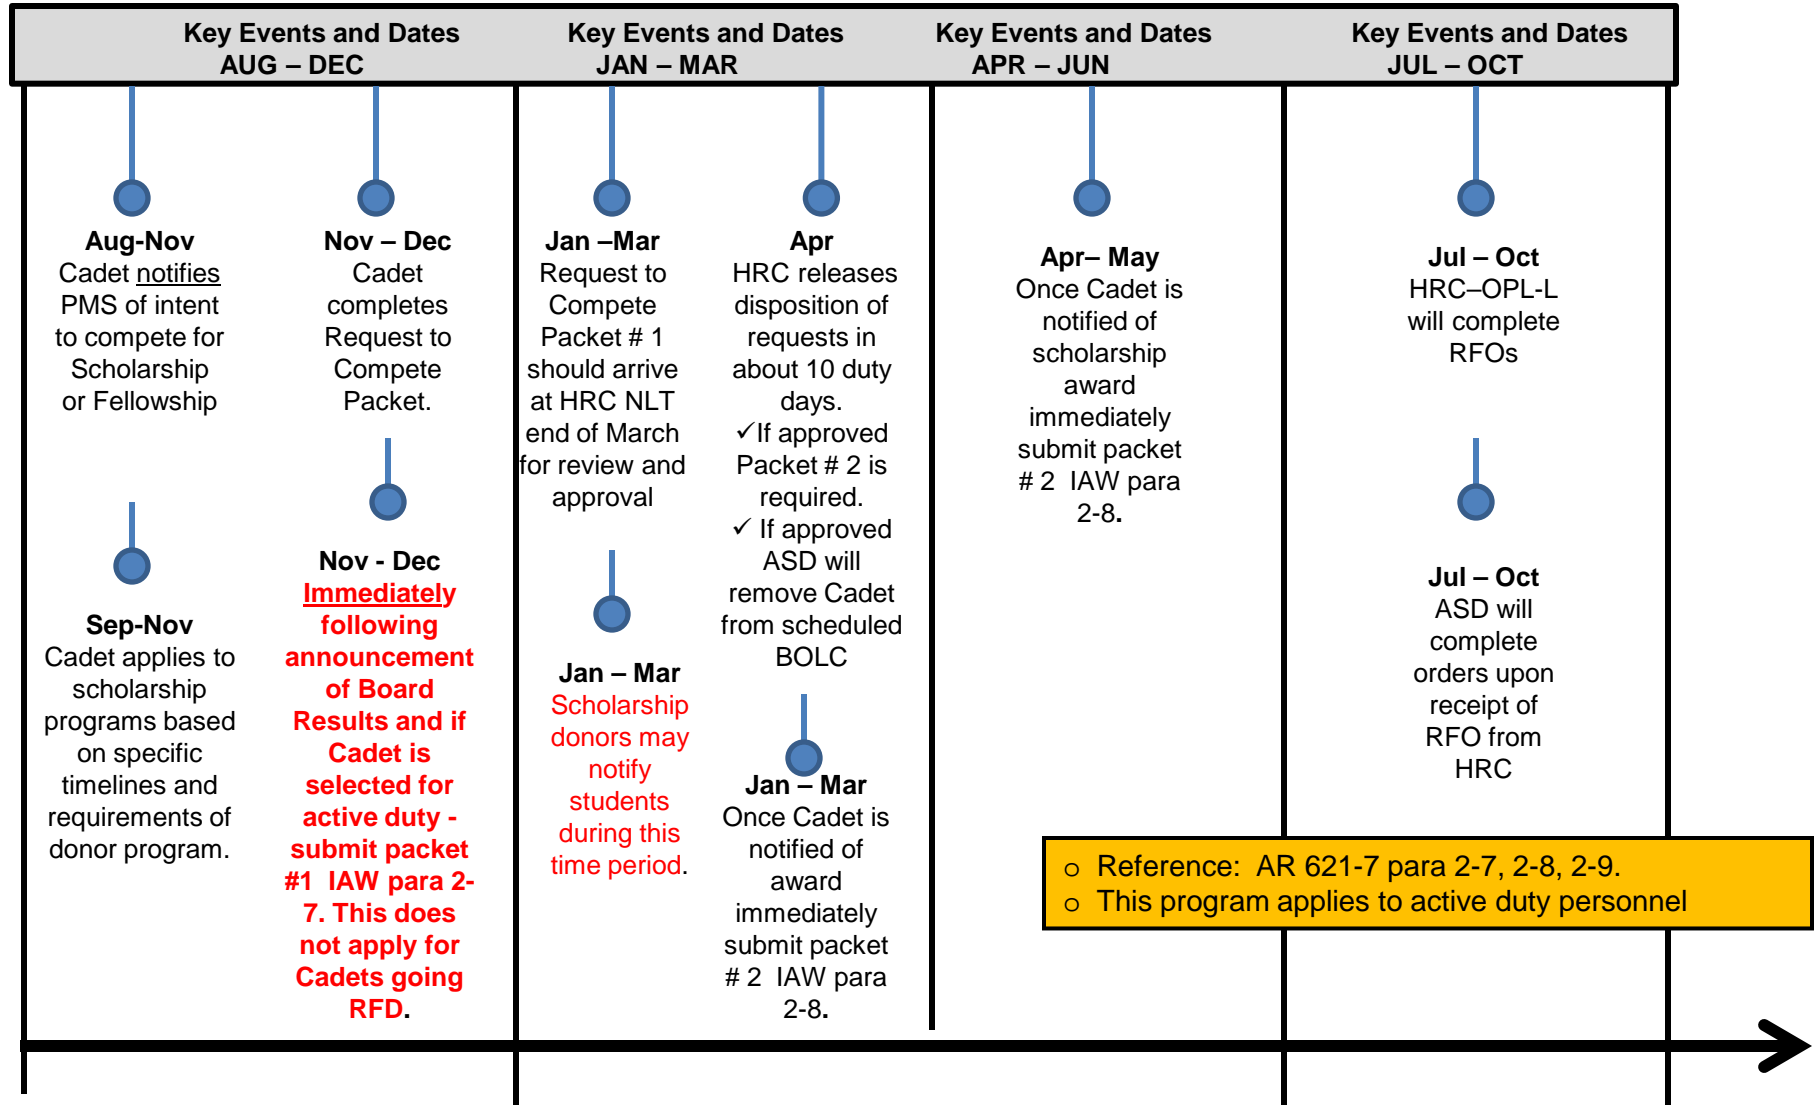 Key Events and Dates
AUG – DEC
Key Events and Dates
JAN – MAR
Key Events and Dates
APR – JUN
Key Events and Dates
JUL – OCT
Aug-Nov
Cadet notifies
PMS of intent
to compete for
Scholarship
or Fellowship
Sep-Nov
Cadet applies to
scholarship
programs based
on specific
timelines and
requirements of
donor program.
Nov – Dec
Cadet
completes
Request to
Compete
Packet.
Nov - Dec
Immediately
following
announcement
of Board
Results and if
Cadet is
selected for
active duty -
submit packet
#1 IAW para 2-
7. This does
not apply for
Cadets going
RFD.
Jan –Mar
Request to
Compete
Packet # 1
should arrive
at HRC NLT
end of March
for review and
approval
Jan – Mar
Scholarship
donors may
notify
students
during this
time period.
Apr
HRC releases
disposition of
requests in
about 10 duty
days.
✓If approved
Packet # 2 is
required.
✓ If approved
ASD will
remove Cadet
from scheduled
BOLC
Jan – Mar
Once Cadet is
notified of
award
immediately
submit packet
# 2 IAW para
2-8.
Apr– May
Once Cadet is
notified of
scholarship
award
immediately
submit packet
# 2 IAW para
2-8.
Jul – Oct
HRC–OPL-L
will complete
RFOs
Jul – Oct
ASD will
complete
orders upon
receipt of
RFO from
HRC
o Reference: AR 621-7 para 2-7, 2-8, 2-9.
o This program applies to active duty personnel